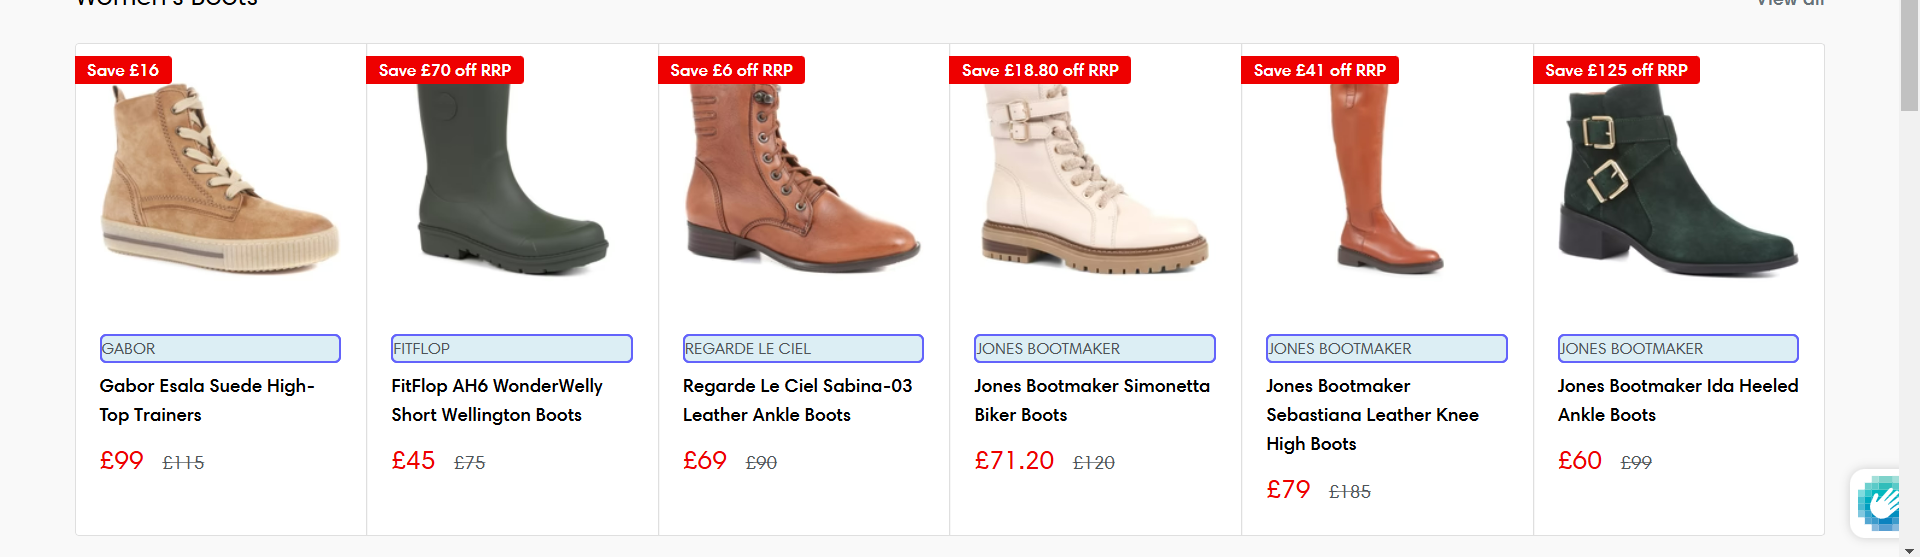 Women's Boots
View all
Save £16
Save £70 off RRP
Save £6 off RRP
Save £18.80 off RRP
Save £41 off RRP
Save £125 off RRP
GABOR
FITFLOP
REGARDE LE CIEL
JONES BOOTMAKER
JONES BOOTMAKER
JONES BOOTMAKER
Gabor Esala Suede High-
Top Trainers
£99 £115
FitFlop AH6 WonderWelly
Short Wellington Boots
£45 £75
Regarde Le Ciel Sabina-03
Leather Ankle Boots
£69 £90
Jones Bootmaker Simonetta
Biker Boots
£71.20 £120
Jones Bootmaker
Sebastiana Leather Knee
High Boots
£79 £185
Jones Bootmaker Ida Heeled
Ankle Boots
£60 £99